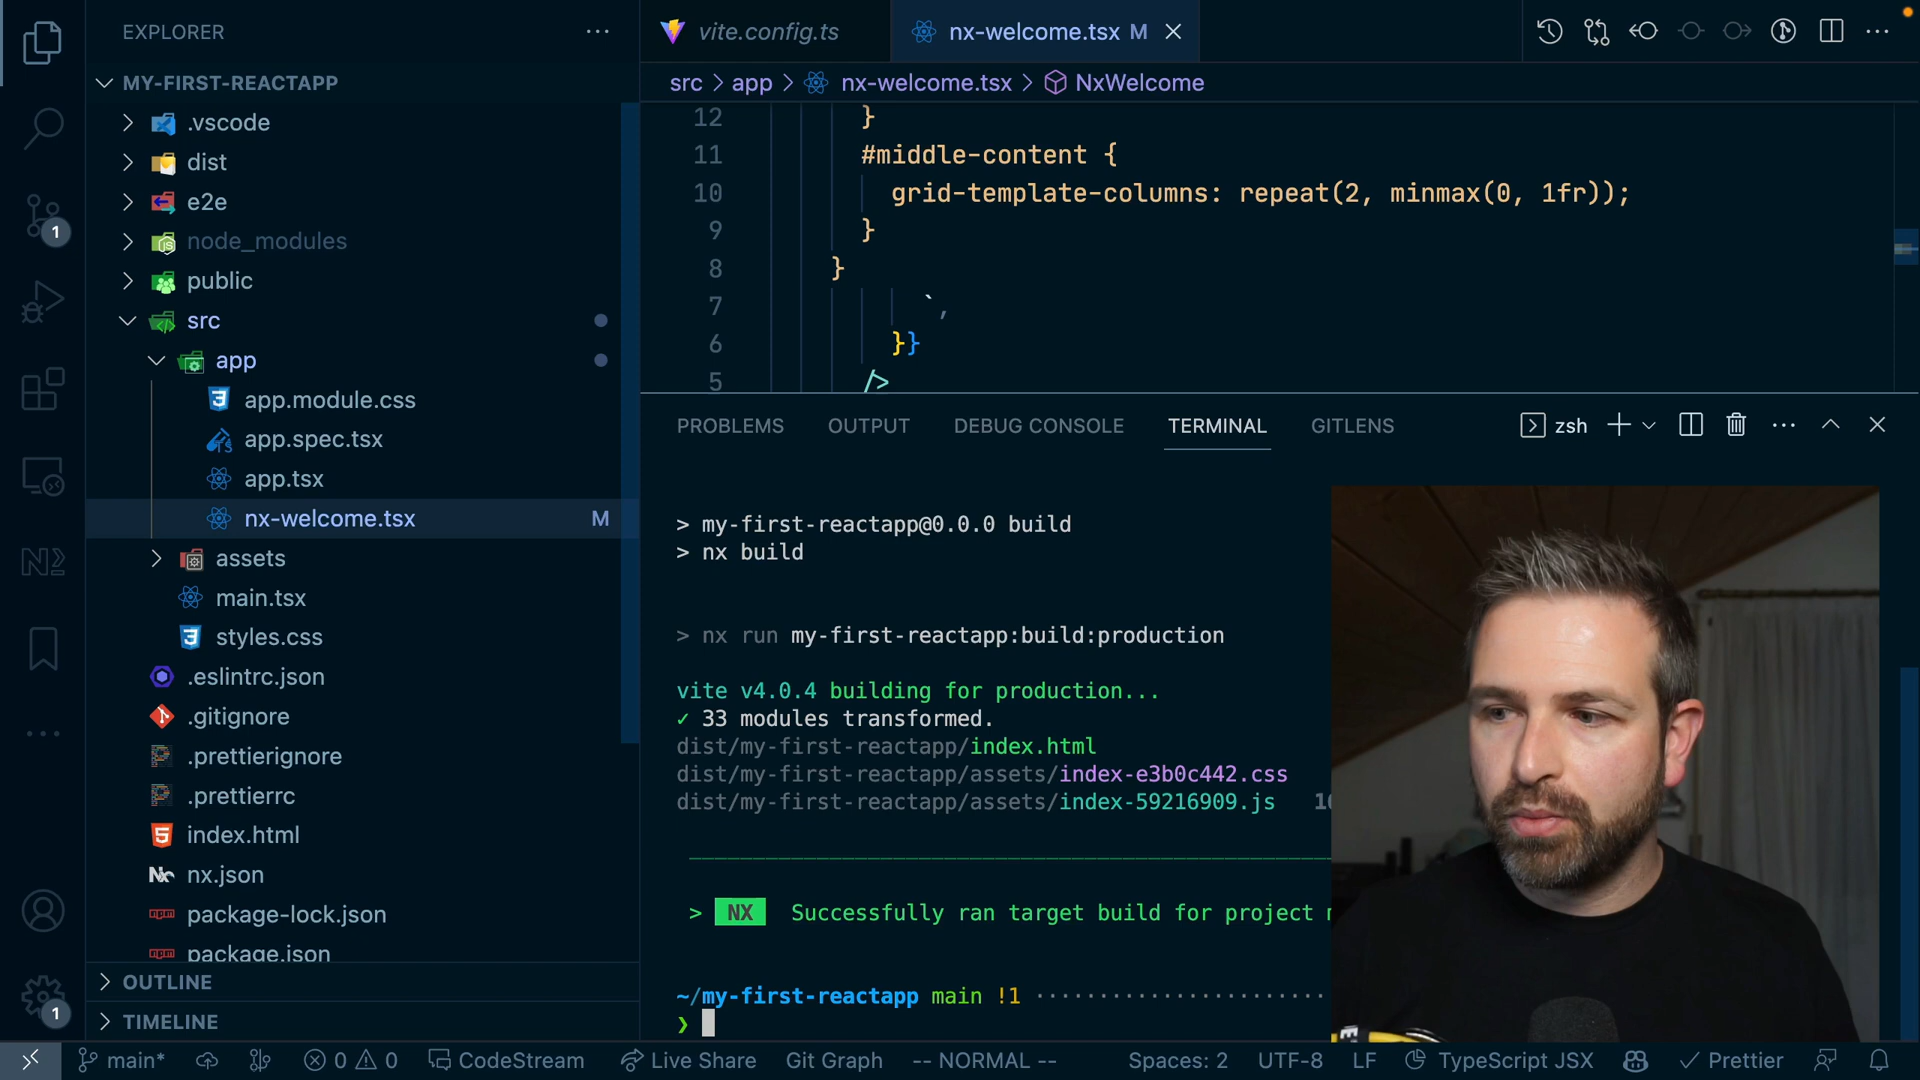 EXPLORER
vite.config.ts
nx-welcome.tsx M
MY-FIRST-REACTAPP
.vscode
dist
e2e
node_modules
public
src
app
app.module.css
app.spec.tsx
app.tsx
nx-welcome.tsx M
assets
main.tsx
styles.css
.eslintrc.json
.gitignore
.prettierignore
.prettierrc
index.html
nx.json
package-lock.json
package.json
OUTLINE
TIMELINE
1
1
src > app > nx-welcome.tsx > NxWelcome
12 }
11 #middle-content {
10 grid-template-columns: repeat(2, minmax(0, 1fr));
9 }
8 }
7 `,
6 }}
5 />
PROBLEMS OUTPUT DEBUG CONSOLE TERMINAL GITLENS zsh
> my-first-reactapp@0.0.0 build
> nx build
> nx run my-first-reactapp:build:production
vite v4.0.4 building for production...
✓ 33 modules transformed.
dist/my-first-reactapp/index.html
dist/my-first-reactapp/assets/index-e3b0c442.css
dist/my-first-reactapp/assets/index-59216909.js
> NX Successfully ran target build for project
~/my-first-reactapp main !1
❯
main* 0 0 CodeStream Live Share Git Graph -- NORMAL -- Spaces: 2 UTF-8 LF TypeScript JSX Prettier